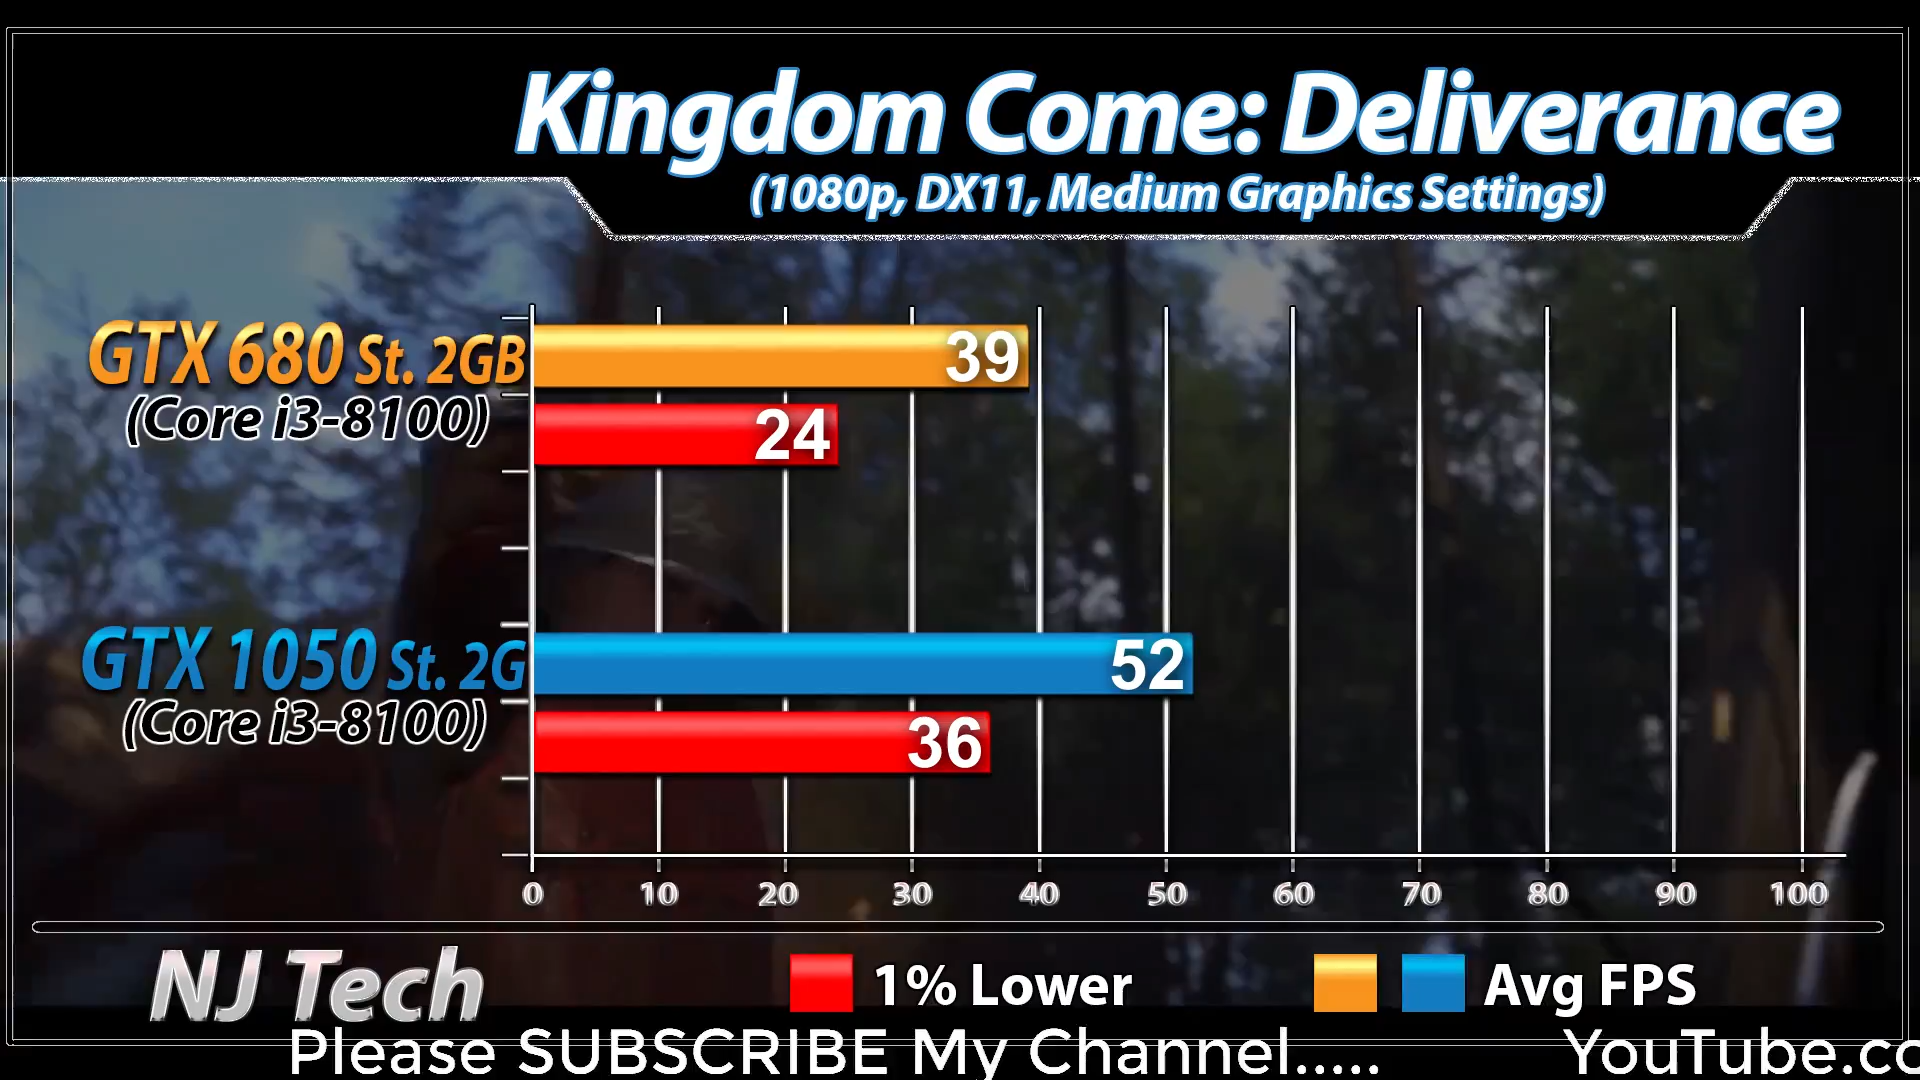 Kingdom Come: Deliverance
(1080p, DX11, Medium Graphics Settings)
GTX 680 St. 2GB
(Core i3-8100)
39
24
GTX 1050 St. 2G
(Core i3-8100)
52
36
0 10 20 30 40 50 60 70 80 90 100
NJ Tech
1% Lower
Avg FPS
Please SUBSCRIBE My Channel..... YouTube.co